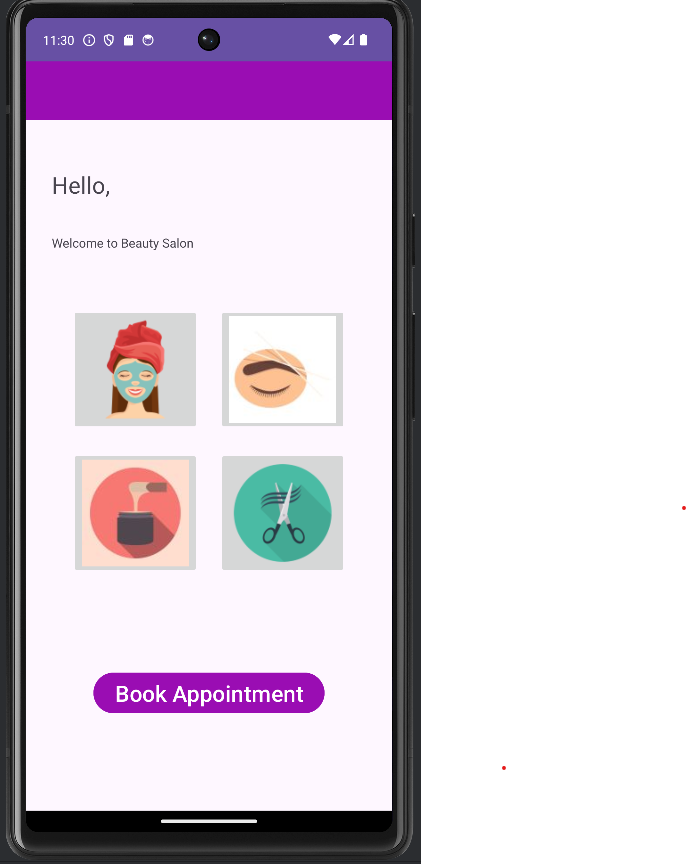 11:30
Hello,
Welcome to Beauty Salon
Book Appointment